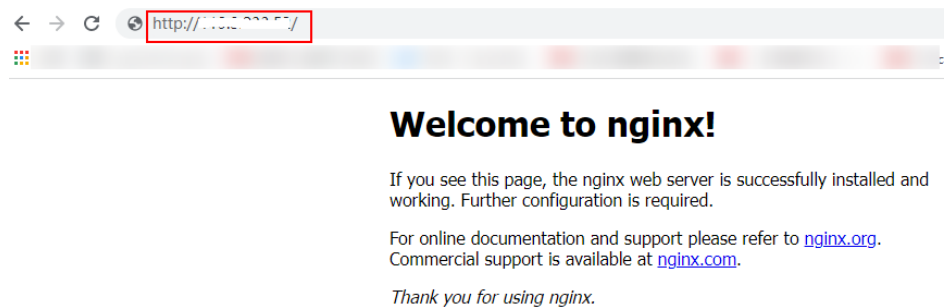 http://
Welcome to nginx!
If you see this page, the nginx web server is successfully installed and
working. Further configuration is required.
For online documentation and support please refer to nginx.org.
Commercial support is available at nginx.com.
Thank you for using nginx.